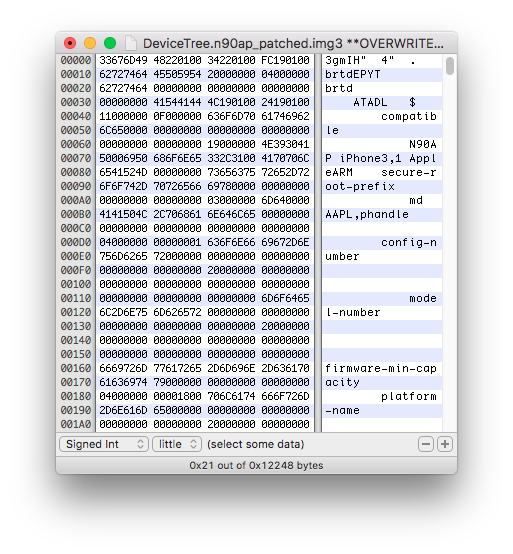 DeviceTree.n90ap_patched.img3 **OVERWRITE...
00000 33676D49 48220100 34220100 FC190100 3gmIH" 4" .
00010 62727464 45505954 20000000 04000000 brtdEPYT
00020 62727464 00000000 00000000 00000000 brtd
00030 00000000 41544144 4C190100 24190100 ATADL $
00040 11000000 0F000000 636F6D70 61746962 compatib
00050 6C650000 00000000 00000000 00000000 le
00060 00000000 00000000 19000000 4E393041 N90A
00070 50006950 686F6E65 332C3100 4170706C P iPhone3,1 Appl
00080 6541524D 00000000 73656375 72652D72 eARM secure-r
00090 6F6F742D 70726566 69780000 00000000 oot-prefix
000A0 00000000 00000000 03000000 6D640000 md
000B0 4141504C 2C706861 6E646C65 00000000 AAPL,phandle
000C0 00000000 00000000 00000000 00000000
000D0 04000000 00000001 636F6E66 69672D6E config-n
000E0 756D6265 72000000 00000000 00000000 umber
000F0 00000000 00000000 20000000 00000000
00100 00000000 00000000 00000000 00000000
00110 00000000 00000000 00000000 6D6F6465 mode
00120 6C2D6E75 6D626572 00000000 00000000 l-number
00130 00000000 00000000 00000000 20000000
00140 00000000 00000000 00000000 00000000
00150 00000000 00000000 00000000 00000000
00160 6669726D 77617265 2D6D696E 2D636170 firmware-min-cap
00170 61636974 79000000 00000000 00000000 acity
00180 04000000 00001800 706C6174 666F726D platform
00190 2D6E616D 65000000 00000000 00000000 -name
001A0 00000000 00000000 20000000 00000000
Signed Int little (select some data)
0x21 out of 0x12248 bytes